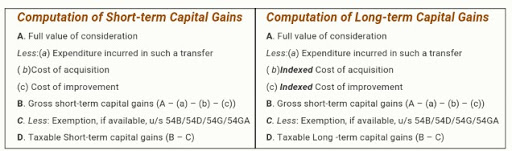 Computation of Short-term Capital Gains
A. Full value of consideration
Less:(a) Expenditure incurred in such a transfer
( b)Cost of acquisition
(c) Cost of improvement
B. Gross short-term capital gains (A – (a) – (b) – (c))
C. Less: Exemption, if available, u/s 54B/54D/54G/54GA
D. Taxable Short-term capital gains (B – C)
Computation of Long-term Capital Gains
A. Full value of consideration
Less:(a) Expenditure incurred in such a transfer
( b)Indexed Cost of acquisition
(c) Indexed Cost of improvement
B. Gross short-term capital gains (A – (a) – (b) – (c))
C. Less: Exemption, if available, u/s 54B/54D/54G/54GA
D. Taxable Long -term capital gains (B – C)